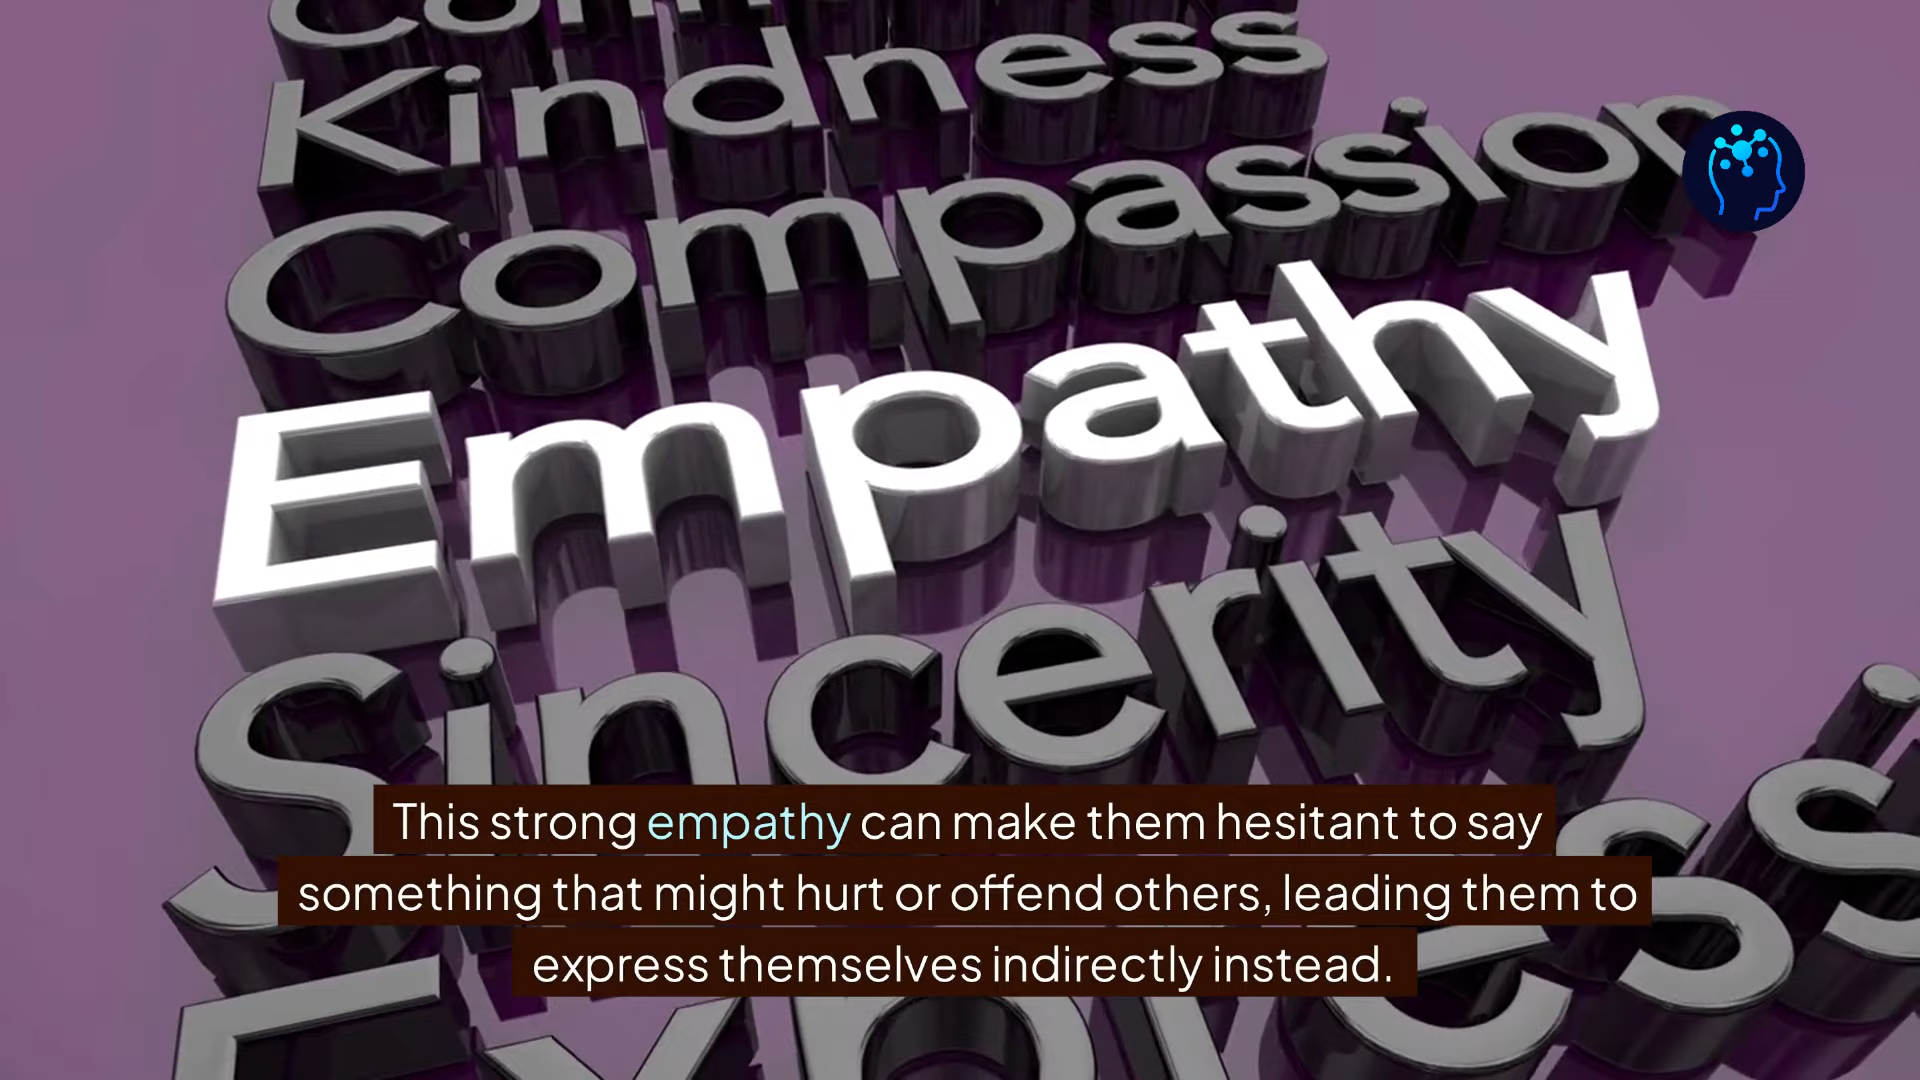 Kindness
Compassion
Empathy
Sincerity
This strong empathy can make them hesitant to say
something that might hurt or offend others, leading them to
express themselves indirectly instead.